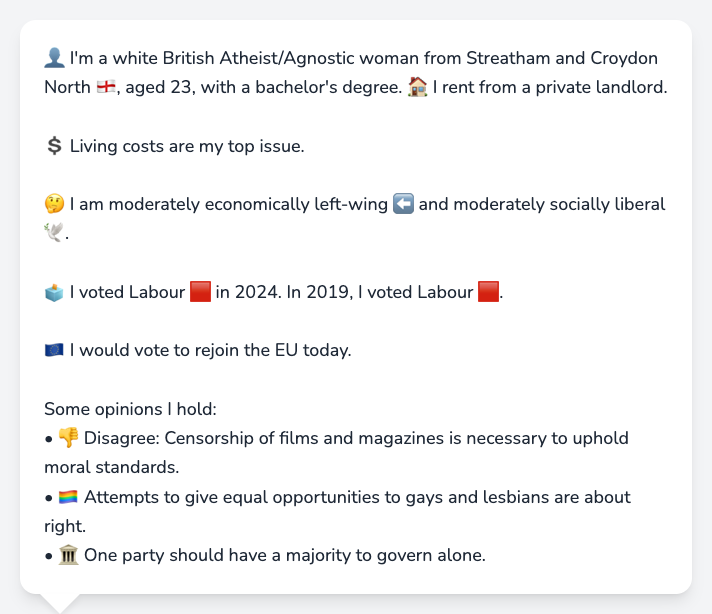 👤 I'm a white British Atheist/Agnostic woman from Streatham and Croydon
North 🏴󠁧󠁢󠁥󠁮󠁧󠁿, aged 23, with a bachelor's degree. 🏠 I rent from a private landlord.
💲 Living costs are my top issue.
🤔 I am moderately economically left-wing ⬅️ and moderately socially liberal
🕊️.
🗳️ I voted Labour 🟥 in 2024. In 2019, I voted Labour 🟥.
🇪🇺 I would vote to rejoin the EU today.
Some opinions I hold:
• 👎 Disagree: Censorship of films and magazines is necessary to uphold
moral standards.
• 🏳️‍🌈 Attempts to give equal opportunities to gays and lesbians are about
right.
• 🏛️ One party should have a majority to govern alone.